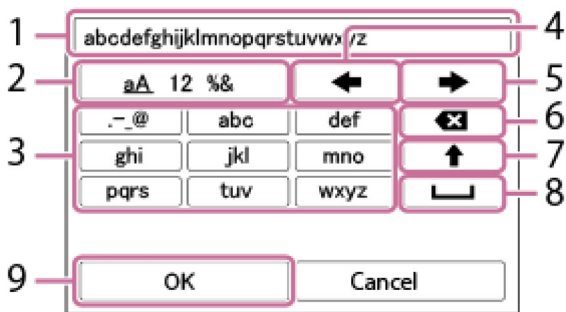 1 abcdefghijklmnopqrstuvwxyz 4
2 aA 12 %& 5
.-_@ abc def 6
3 ghi jkl mno 7
pqrs tuv wxyz 8
9 OK Cancel